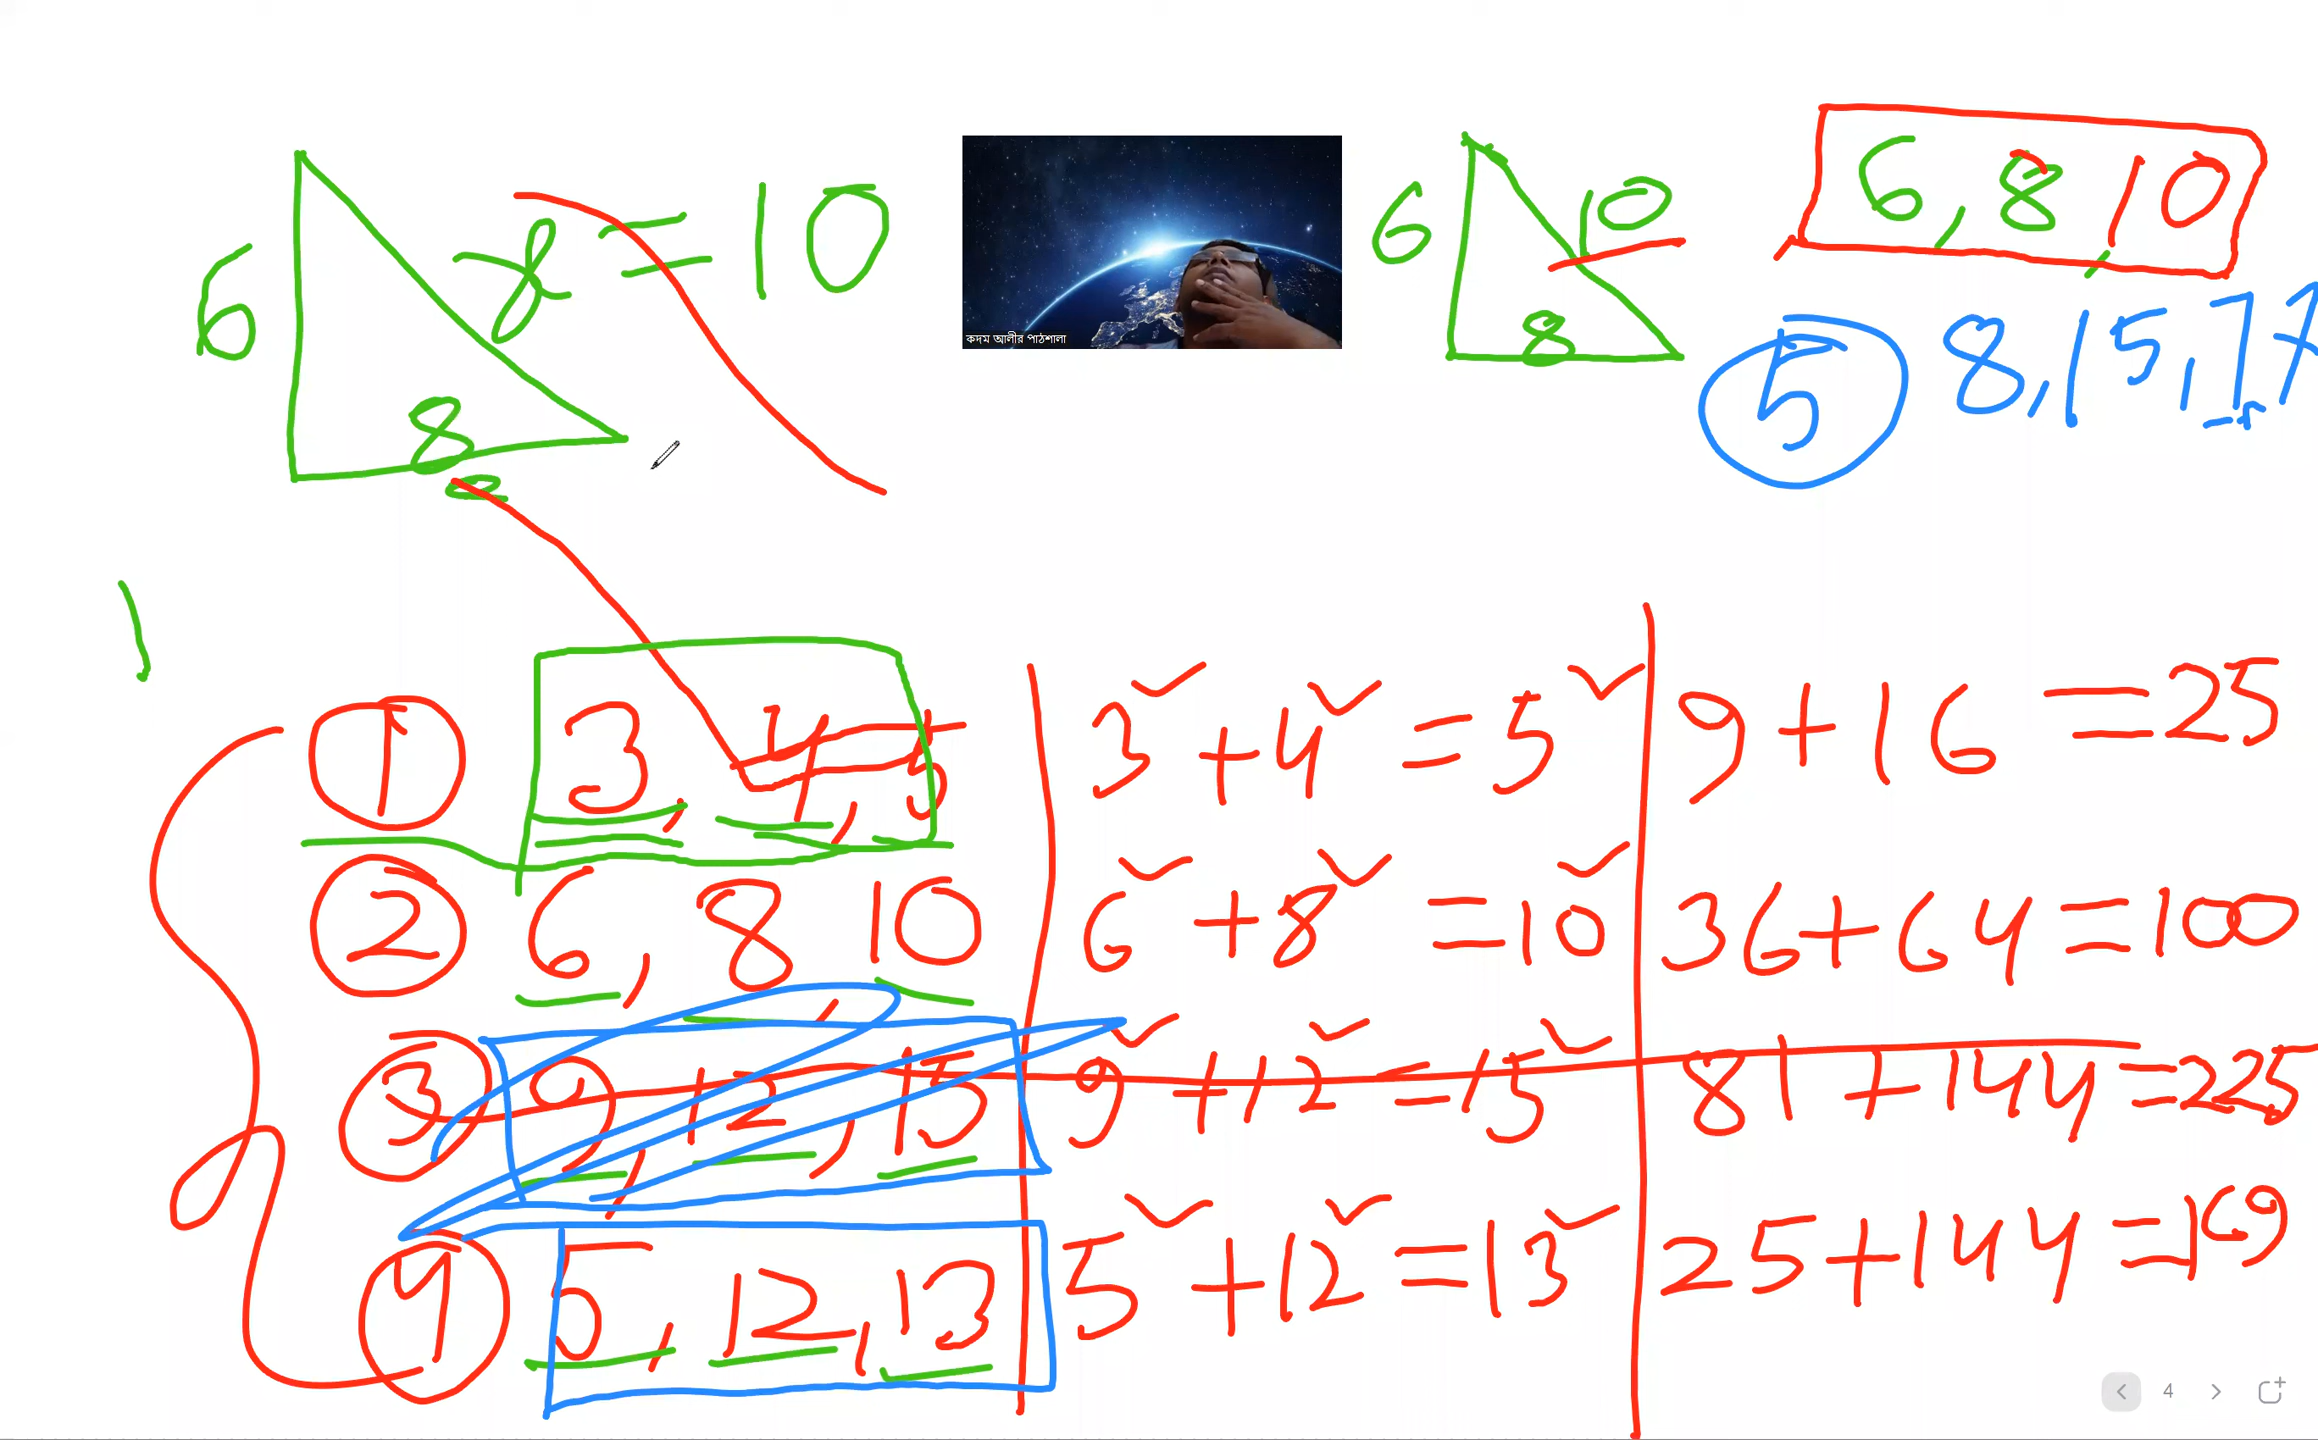 6 x = 10
8
কদম আলীর পাঠশালা
6 10
8
6, 8, 10
5 8, 15, 17
1 3, 4, 5 3² + 4² = 5² 9 + 16 = 25
2 6, 8, 10 6² + 8² = 10² 36 + 64 = 100
3 9, 12, 15 9² + 12² = 15² 81 + 144 = 225
4 5, 12, 13 5² + 12² = 13² 25 + 144 = 169
4